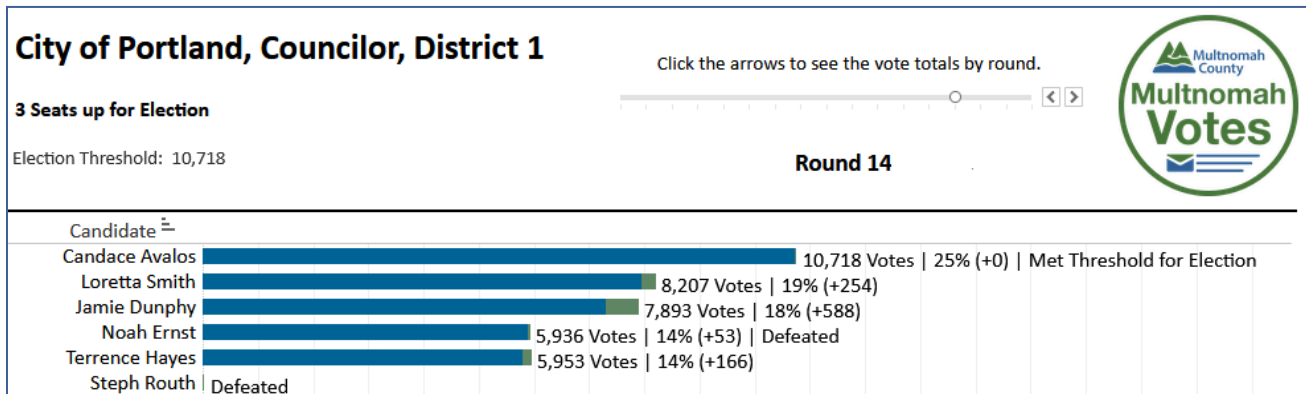 City of Portland, Councilor, District 1
Click the arrows to see the vote totals by round.
3 Seats up for Election
Election Threshold: 10,718
Round 14
Multnomah
County
Multnomah
Votes
Candidate
Candace Avalos 10,718 Votes | 25% (+0) | Met Threshold for Election
Loretta Smith 8,207 Votes | 19% (+254)
Jamie Dunphy 7,893 Votes | 18% (+588)
Noah Ernst 5,936 Votes | 14% (+53) | Defeated
Terrence Hayes 5,953 Votes | 14% (+166)
Steph Routh Defeated